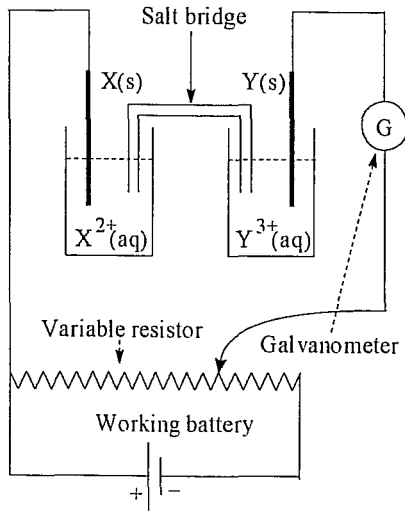 Salt bridge
X(s)
Y(s)
G
X²⁺(aq)
Y³⁺(aq)
Variable resistor
Galvanometer
Working battery
+
−